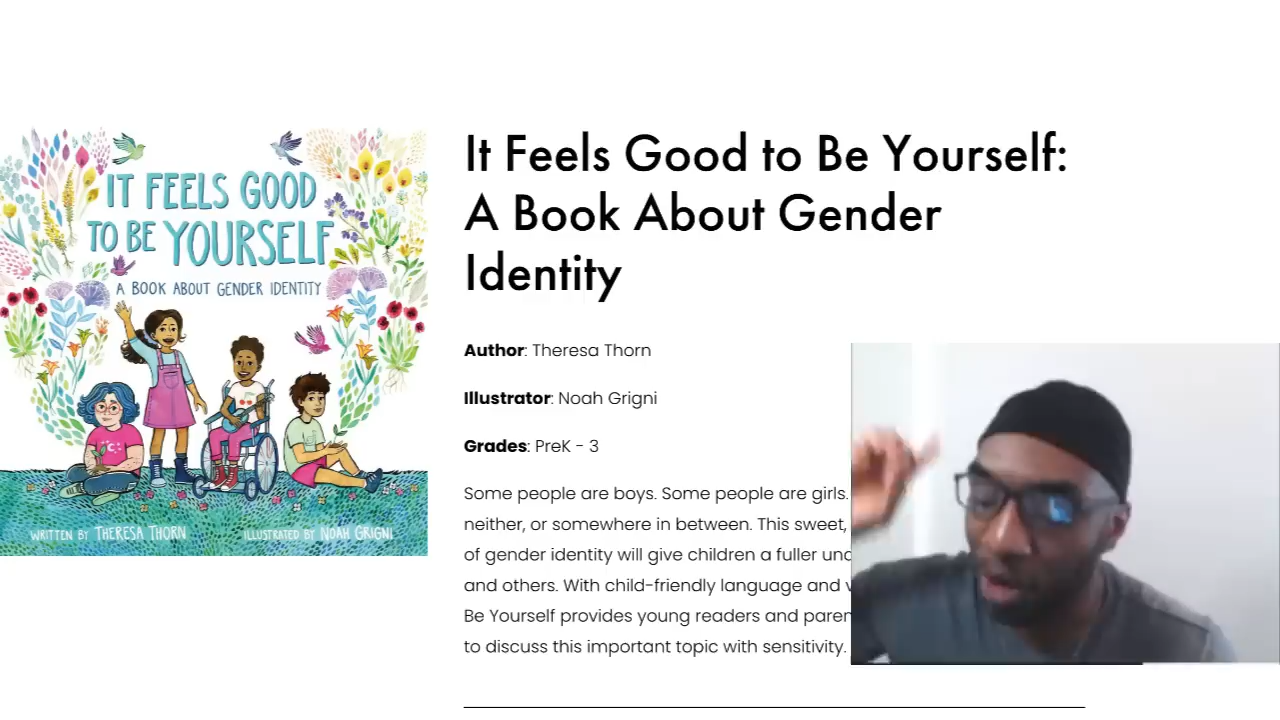 IT FEELS GOOD
TO BE YOURSELF
A BOOK ABOUT GENDER IDENTITY
WRITTEN BY THERESA THORN
ILLUSTRATED BY NOAH GRIGNI
It Feels Good to Be Yourself:
A Book About Gender
Identity
Author: Theresa Thorn
Illustrator: Noah Grigni
Grades: PreK - 3
Some people are boys. Some people are girls.
neither, or somewhere in between. This sweet,
of gender identity will give children a fuller
and others. With child-friendly language and
Be Yourself provides young readers and
to discuss this important topic with sensitivity.